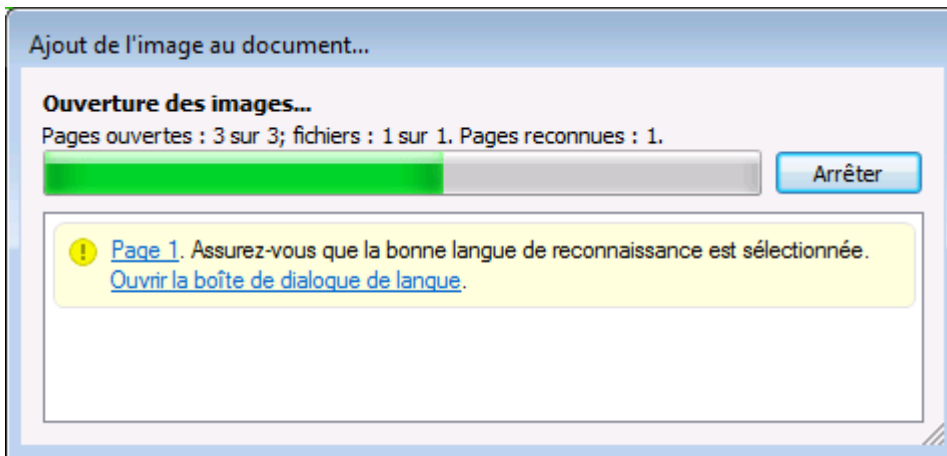 Ajout de l'image au document...
Ouverture des images...
Pages ouvertes : 3 sur 3; fichiers : 1 sur 1. Pages reconnues : 1.
Arrêter
Page 1. Assurez-vous que la bonne langue de reconnaissance est sélectionnée.
Ouvrir la boîte de dialogue de langue.